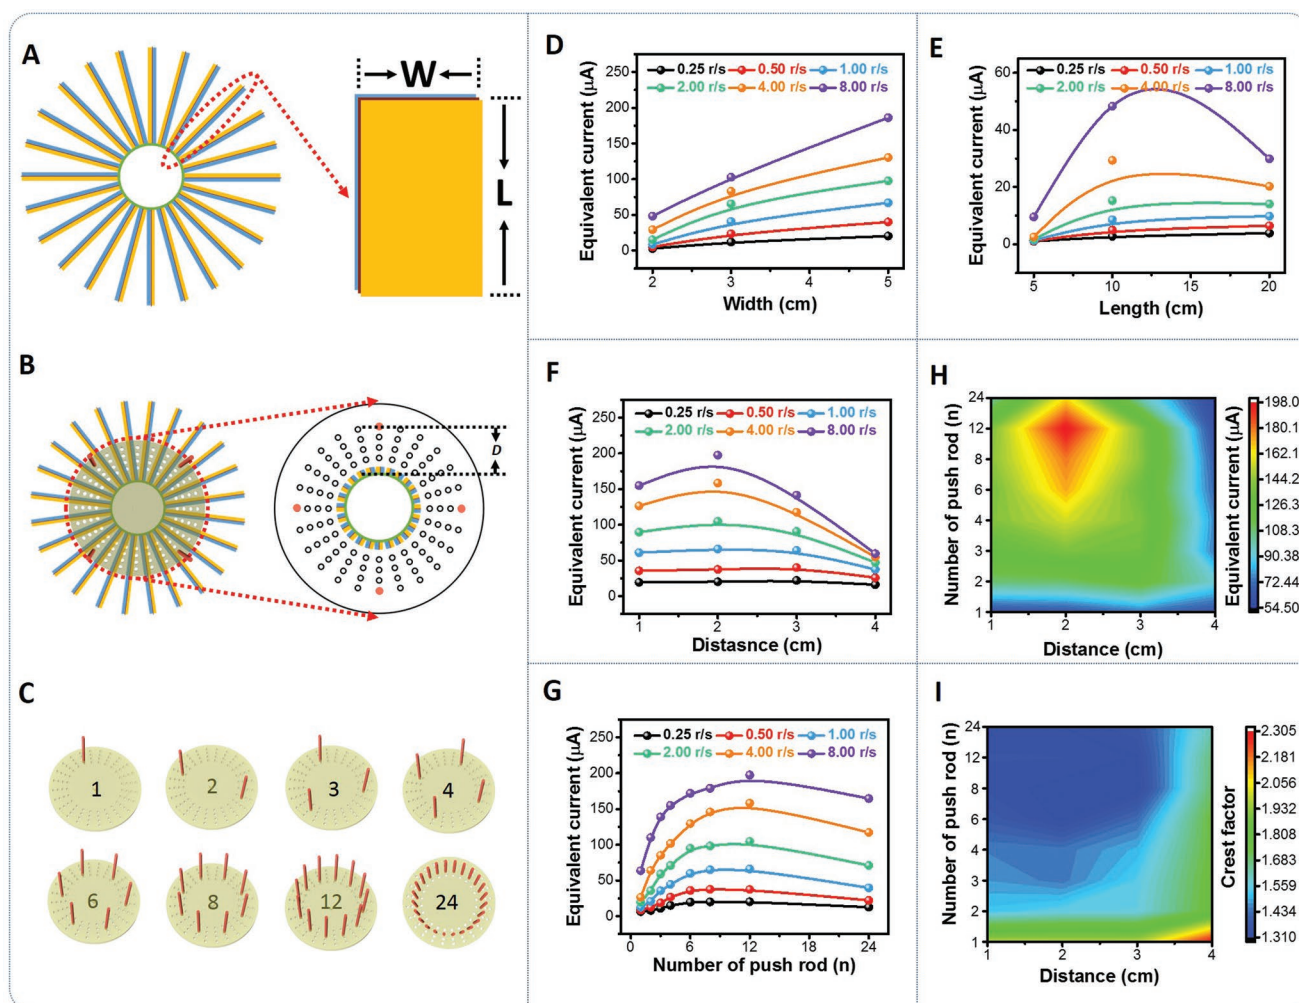 A
W
L
B
D
C
1
2
3
4
6
8
12
24
D
0.25 r/s 0.50 r/s 1.00 r/s
2.00 r/s 4.00 r/s 8.00 r/s
Equivalent current (μA)
250
200
150
100
50
0
2 3 4 5
Width (cm)
E
0.25 r/s 0.50 r/s 1.00 r/s
2.00 r/s 4.00 r/s 8.00 r/s
Equivalent current (μA)
60
40
20
0
5 10 15 20
Length (cm)
F
0.25 r/s 0.50 r/s 1.00 r/s
2.00 r/s 4.00 r/s 8.00 r/s
Equivalent current (μA)
250
200
150
100
50
0
1 2 3 4
Distasnce (cm)
H
Number of push rod (n)
24
12
8
6
4
3
2
1
1 2 3 4
Distance (cm)
Equivalent current (μA)
198.0
180.1
162.2
144.2
126.3
108.3
90.38
72.44
54.50
G
0.25 r/s 0.50 r/s 1.00 r/s
2.00 r/s 4.00 r/s 8.00 r/s
Equivalent current (μA)
250
200
150
100
50
0
0 6 12 18 24
Number of push rod (n)
I
Number of push rod (n)
24
12
8
6
4
3
2
1
1 2 3 4
Distance (cm)
Crest factor
2.305
2.181
2.056
1.932
1.808
1.683
1.559
1.434
1.310